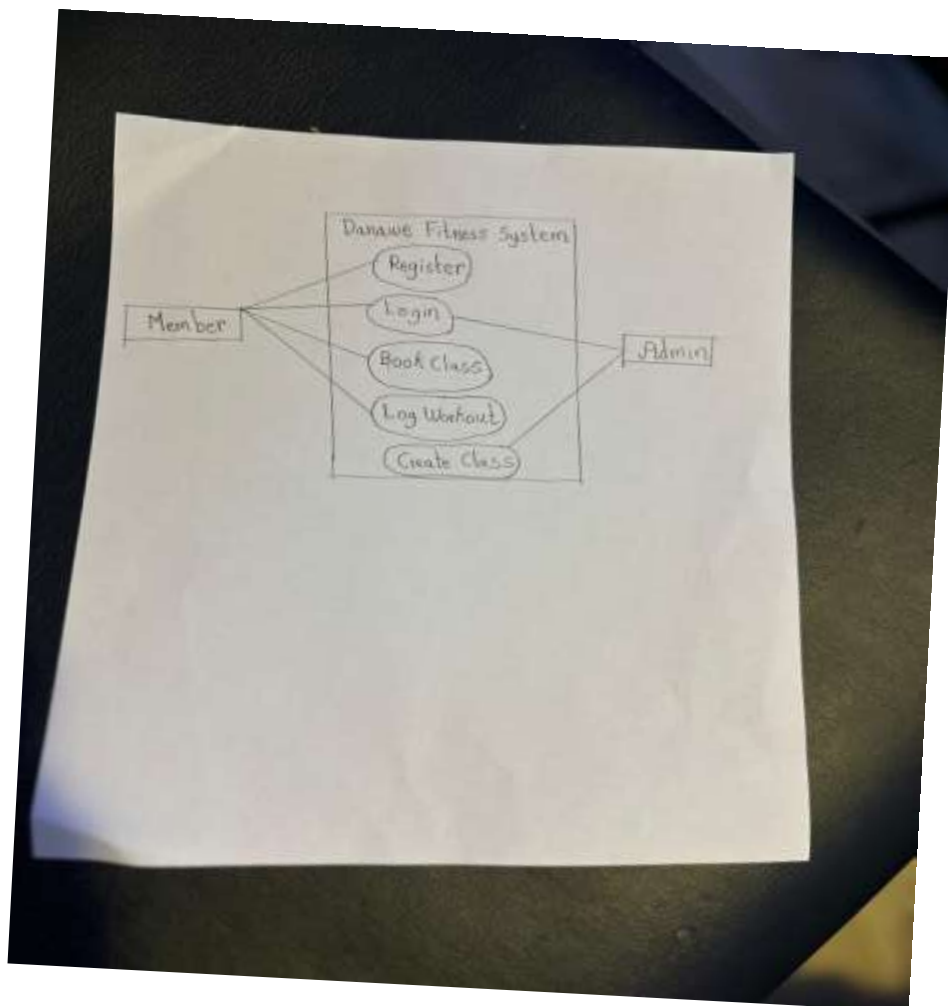 Danawe Fitness System
Register
Member
Login
Admin
Book Class
Log Workout
Create Class